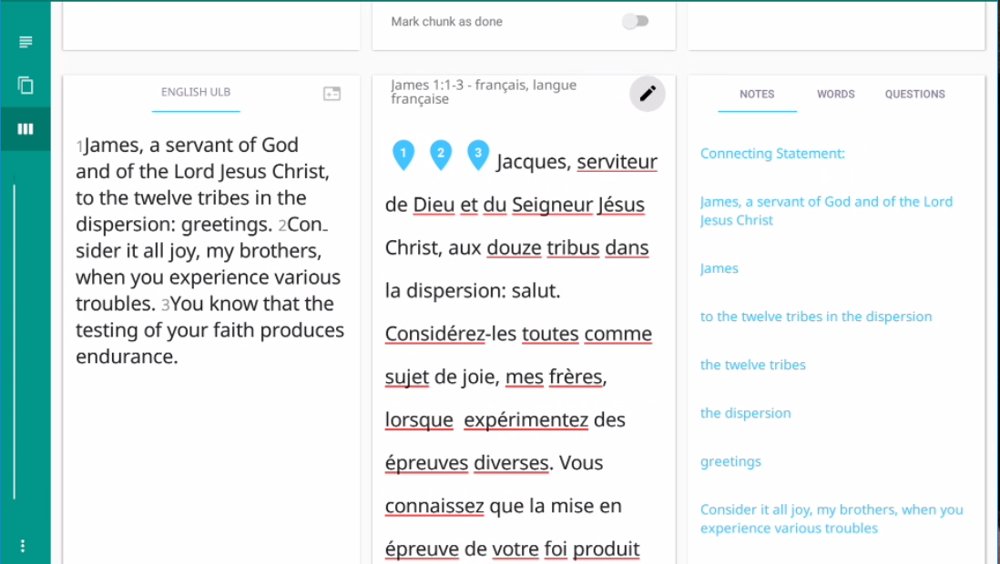 Mark chunk as done
ENGLISH ULB
1James, a servant of God
and of the Lord Jesus Christ,
to the twelve tribes in the
dispersion: greetings. 2Con-
sider it all joy, my brothers,
when you experience various
troubles. 3You know that the
testing of your faith produces
endurance.
James 1:1-3 - français, langue
française
1 2 3 Jacques, serviteur
de Dieu et du Seigneur Jésus
Christ, aux douze tribus dans
la dispersion: salut.
Considérez-les toutes comme
sujet de joie, mes frères,
lorsque expérimentez des
épreuves diverses. Vous
connaissez que la mise en
épreuve de votre foi produit
NOTES WORDS QUESTIONS
Connecting Statement:
James, a servant of God and of the Lord
Jesus Christ
James
to the twelve tribes in the dispersion
the twelve tribes
the dispersion
greetings
Consider it all joy, my brothers, when you
experience various troubles